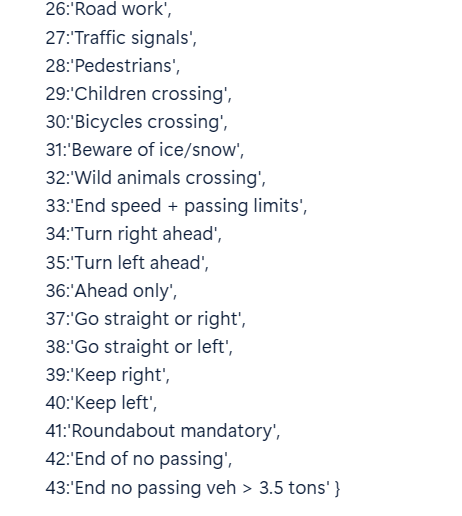 26:'Road work',
27:'Traffic signals',
28:'Pedestrians',
29:'Children crossing',
30:'Bicycles crossing',
31:'Beware of ice/snow',
32:'Wild animals crossing',
33:'End speed + passing limits',
34:'Turn right ahead',
35:'Turn left ahead',
36:'Ahead only',
37:'Go straight or right',
38:'Go straight or left',
39:'Keep right',
40:'Keep left',
41:'Roundabout mandatory',
42:'End of no passing',
43:'End no passing veh > 3.5 tons' }